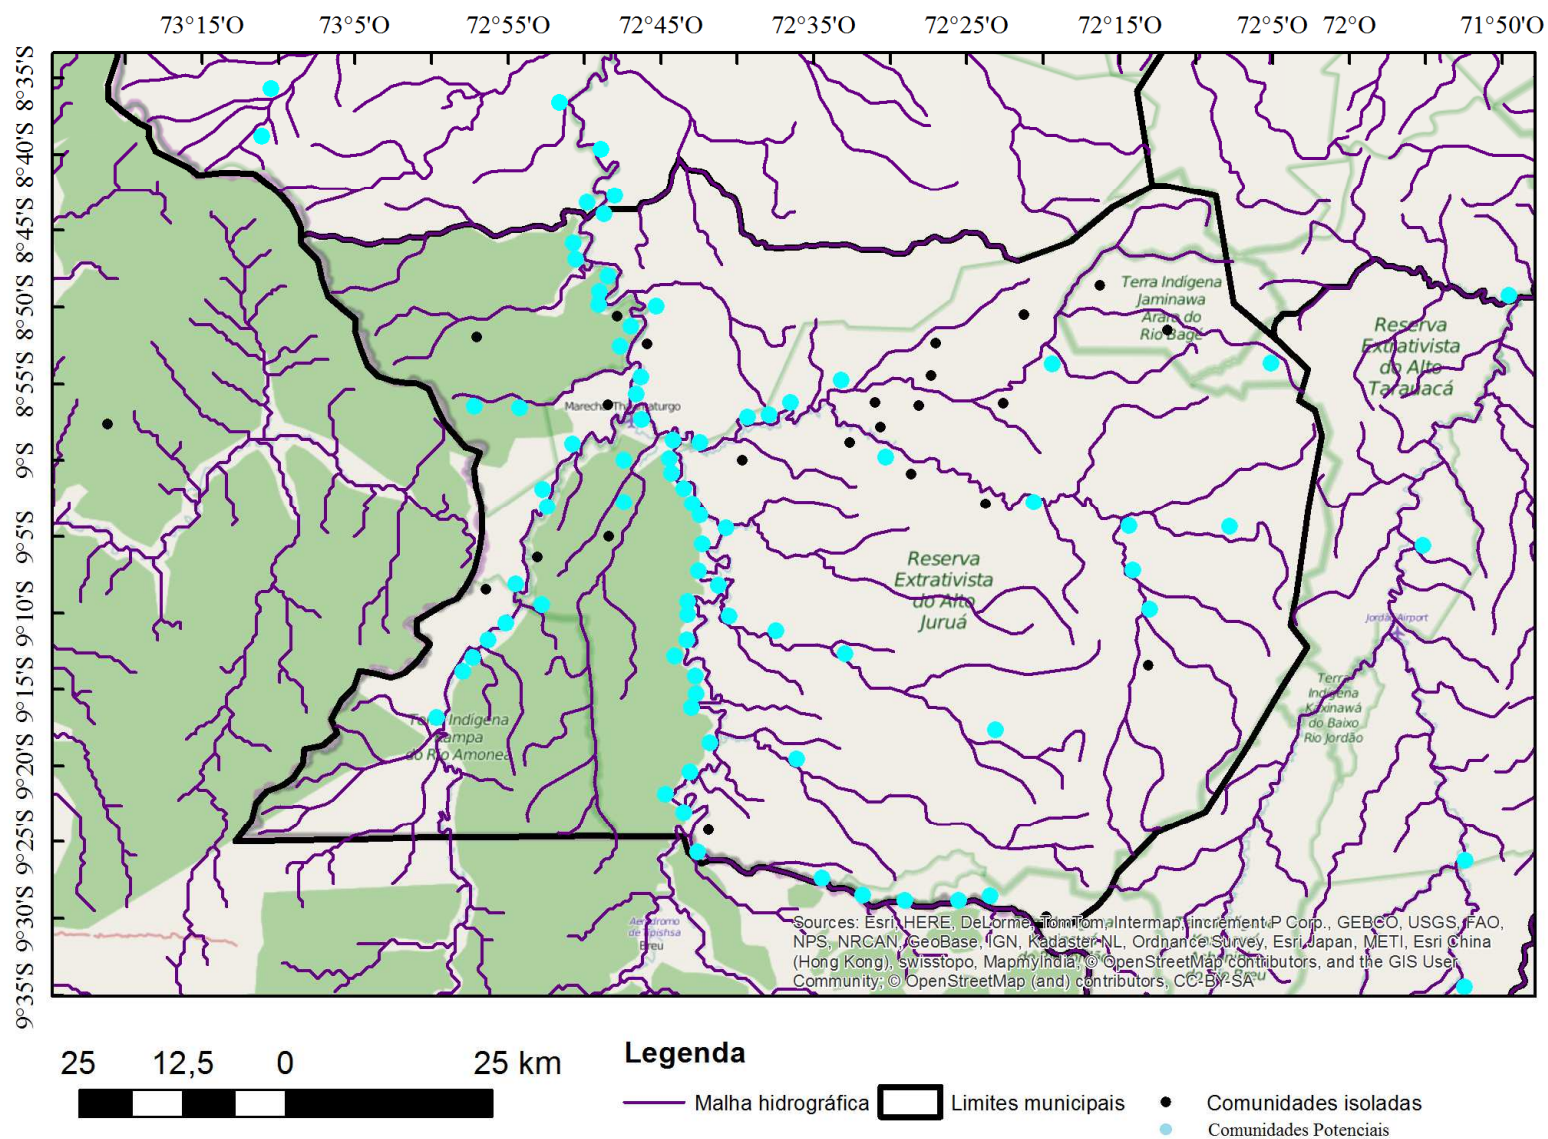 73°15'O 73°5'O 72°55'O 72°45'O 72°35'O 72°25'O 72°15'O 72°5'O 72°O 71°50'O
8°35'S
8°40'S
8°45'S
8°50'S
8°55'S
9°S
9°5'S
9°10'S
9°15'S
9°20'S
9°25'S
9°30'S
9°35'S
Terra Indígena
Jaminawa
Arara do
Rio Bagé
Reserva
Extrativista
do Alto
Tarauacá
Marechal Thaumaturgo
Reserva
Extrativista
do Alto
Juruá
Jordão Airport
Terra
Indígena
Kaxinawá
do Baixo
Rio Jordão
Terra Indígena
Kampa
do Rio Amonea
Aeródromo
de Tipishsa
Breu
Sources: Esri, HERE, DeLorme, TomTom, Intermap, increment P Corp., GEBCO, USGS, FAO,
NPS, NRCAN, GeoBase, IGN, Kadaster NL, Ordnance Survey, Esri Japan, METI, Esri China
(Hong Kong), swisstopo, MapmyIndia, © OpenStreetMap contributors, and the GIS User
Community; © OpenStreetMap (and) contributors, CC-BY-SA
25 12,5 0 25 km
Legenda
Malha hidrográfica Limites municipais Comunidades isoladas
Comunidades Potenciais